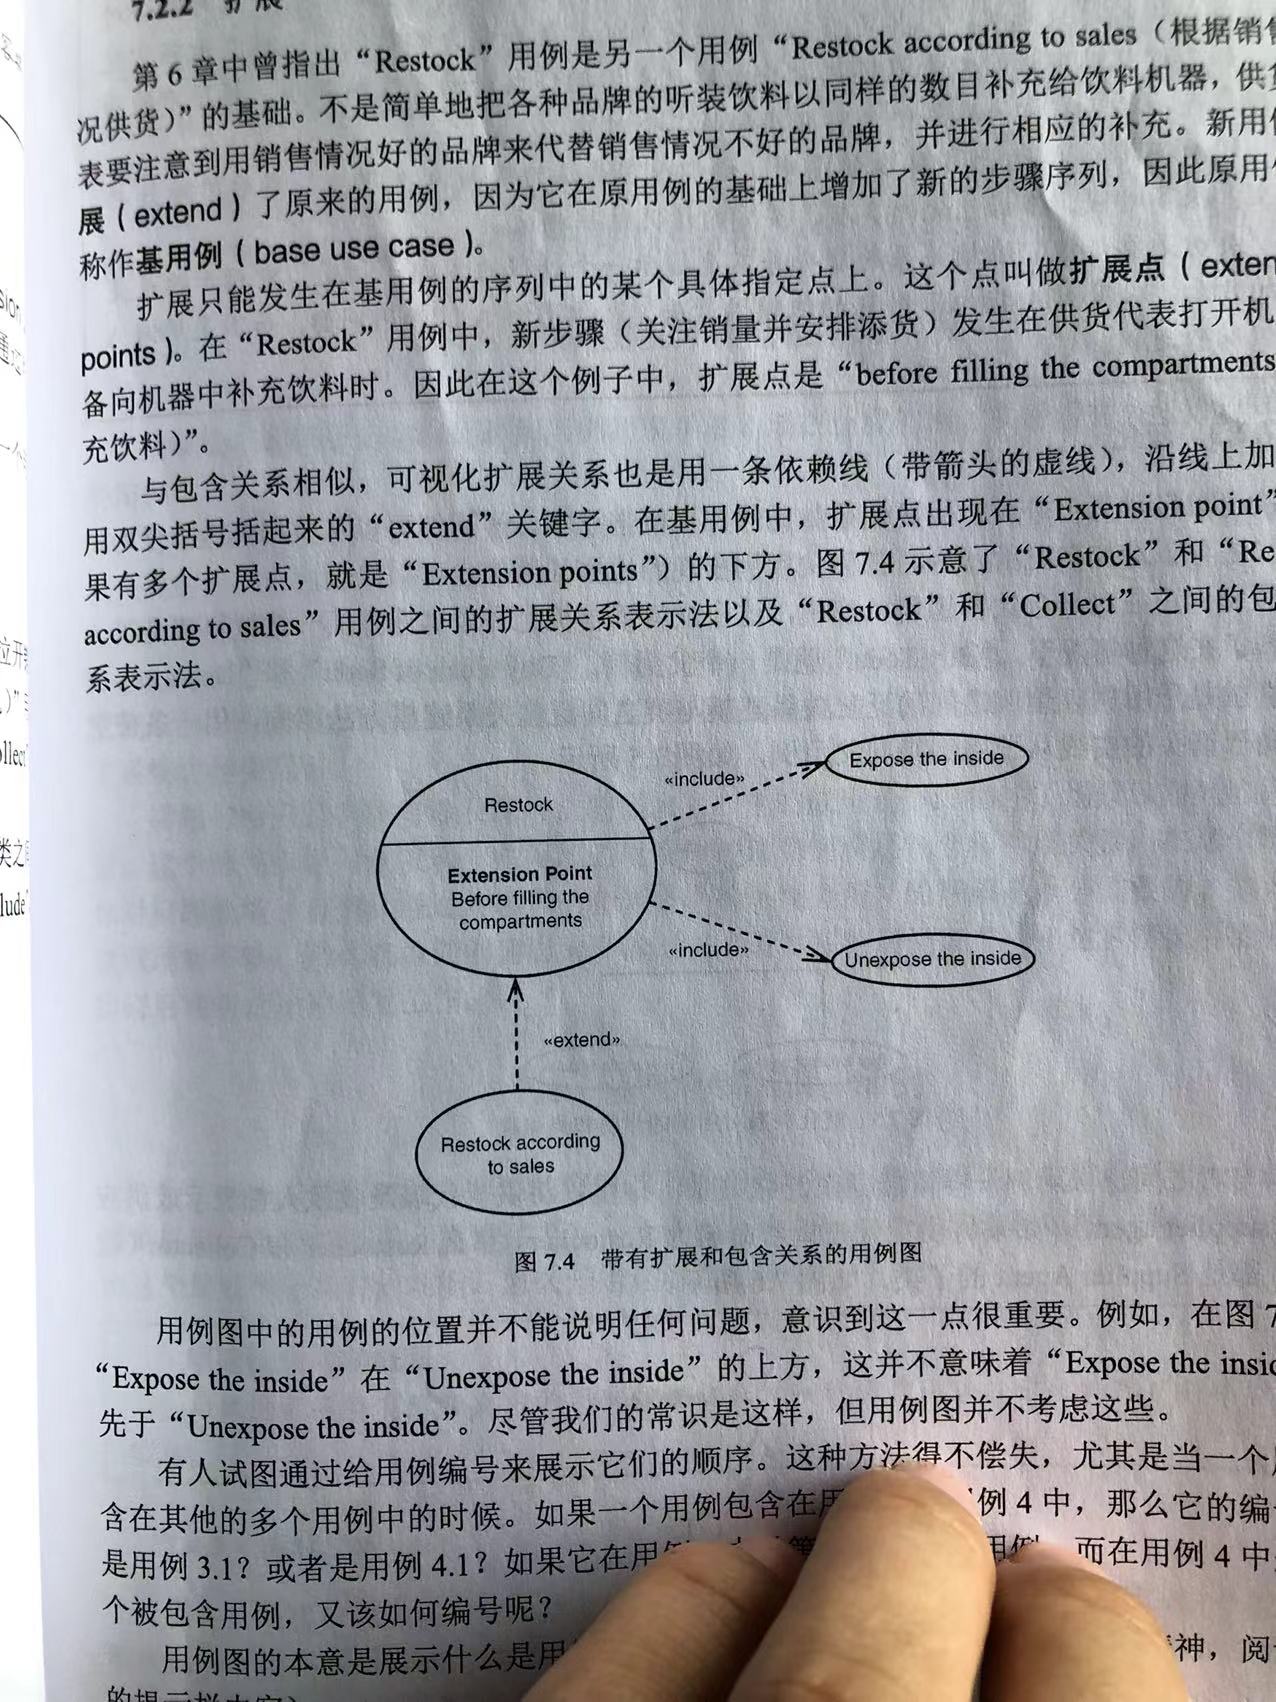 7.2.2 扩展
第 6 章中曾指出“Restock”用例是另一个用例“Restock according to sales（根据销售
况供货）”的基础。不是简单地把各种品牌的听装饮料以同样的数目补充给饮料机器，供货
表要注意到用销售情况好的品牌来代替销售情况不好的品牌，并进行相应的补充。新用
展（extend）了原来的用例，因为它在原用例的基础上增加了新的步骤序列，因此原用
称作基用例（base use case）。
扩展只能发生在基用例的序列中的某个具体指定点上。这个点叫做扩展点（exten
points）。在“Restock”用例中，新步骤（关注销量并安排添货）发生在供货代表打开机
备向机器中补充饮料时。因此在这个例子中，扩展点是“before filling the compartments
充饮料）”。
与包含关系相似，可视化扩展关系也是用一条依赖线（带箭头的虚线），沿线上加
用双尖括号括起来的“extend”关键字。在基用例中，扩展点出现在“Extension point”
果有多个扩展点，就是“Extension points”）的下方。图 7.4 示意了“Restock”和“Re
according to sales”用例之间的扩展关系表示法以及“Restock”和“Collect”之间的包
系表示法。
Restock
Extension Point
Before filling the
compartments
«include»
Expose the inside
«include»
Unexpose the inside
«extend»
Restock according
to sales
图 7.4 带有扩展和包含关系的用例图
用例图中的用例的位置并不能说明任何问题，意识到这一点很重要。例如，在图 7
“Expose the inside”在“Unexpose the inside”的上方，这并不意味着“Expose the insid
先于“Unexpose the inside”。尽管我们的常识是这样，但用例图并不考虑这些。
有人试图通过给用例编号来展示它们的顺序。这种方法得不偿失，尤其是当一个
含在其他的多个用例中的时候。如果一个用例包含在用 例 4 中，那么它的编
是用例 3.1？或者是用例 4.1？如果它在用 用例 而在用例 4 中
个被包含用例，又该如何编号呢？
用例图的本意是展示什么是用 神，阅